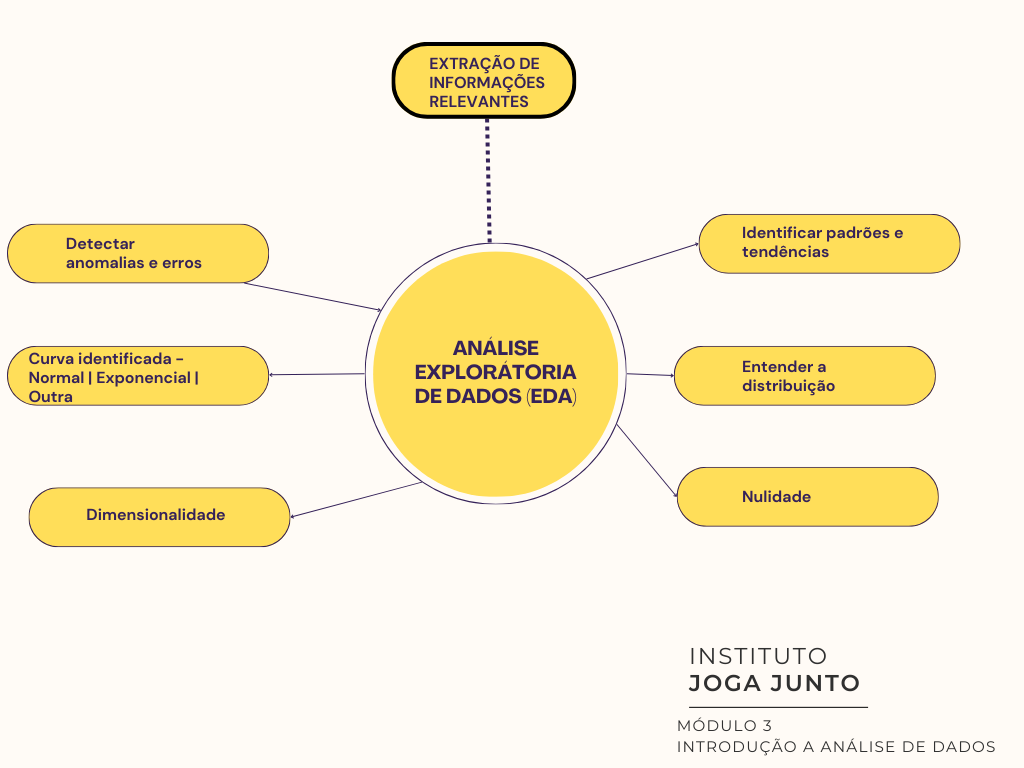 EXTRAÇÃO DE
INFORMAÇÕES
RELEVANTES
Detectar
anomalias e erros
Identificar padrões e
tendências
ANÁLISE
EXPLORÁTORIA
DE DADOS (EDA)
Curva identificada -
Normal | Exponencial |
Outra
Entender a
distribuição
Dimensionalidade
Nulidade
INSTITUTO
JOGA JUNTO
MÓDULO 3
INTRODUÇÃO A ANÁLISE DE DADOS